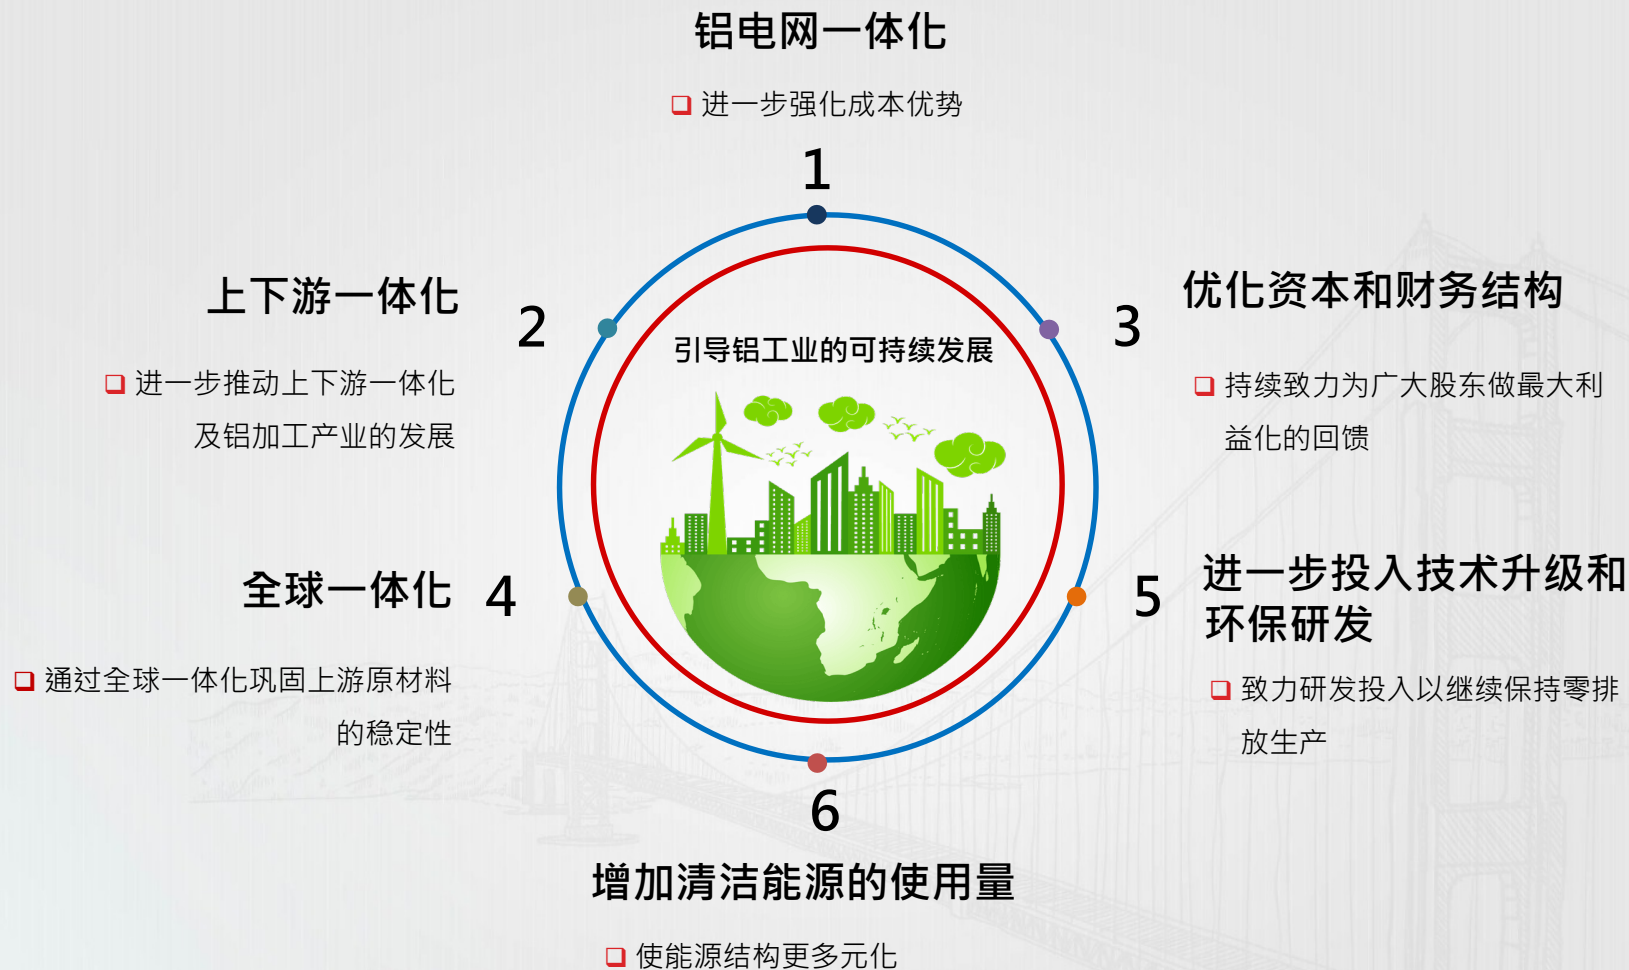 铝电网一体化
进一步强化成本优势
1
上下游一体化
2
进一步推动上下游一体化
及铝加工产业的发展
优化资本和财务结构
3
持续致力为广大股东做最大利
益化的回馈
引导铝工业的可持续发展
全球一体化
4
通过全球一体化巩固上游原材料
的稳定性
5
进一步投入技术升级和
环保研发
致力研发投入以继续保持零排
放生产
6
增加清洁能源的使用量
使能源结构更多元化